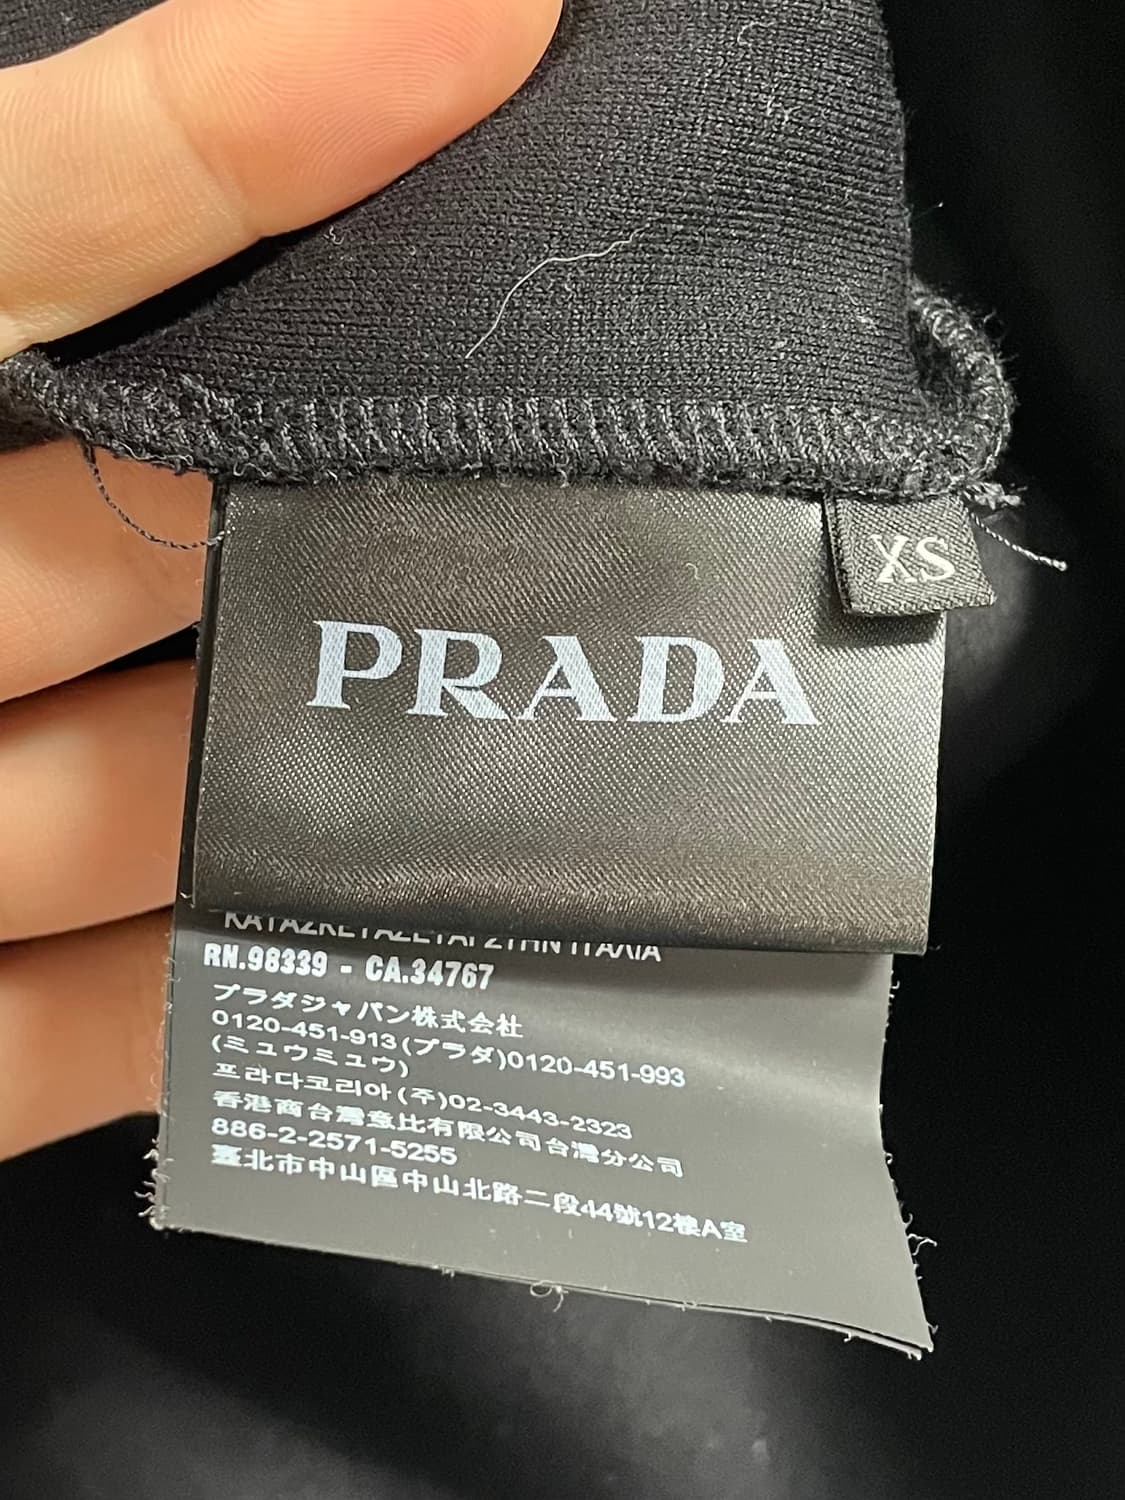 XS
PRADA
ΚΑΤΑΣΚΕΥΑΖΕΤΑΙ ΣΤΗΝ ΙΤΑΛΙΑ
RN.98339 - CA.34767
プラダジャパン株式会社
0120-451-913(プラダ)0120-451-993
(ミュウミュウ)
프라다코리아(주)02-3443-2323
香港商台灣壹比有限公司台灣分公司
886-2-2571-5255
臺北市中山區中山北路二段44號12樓A室